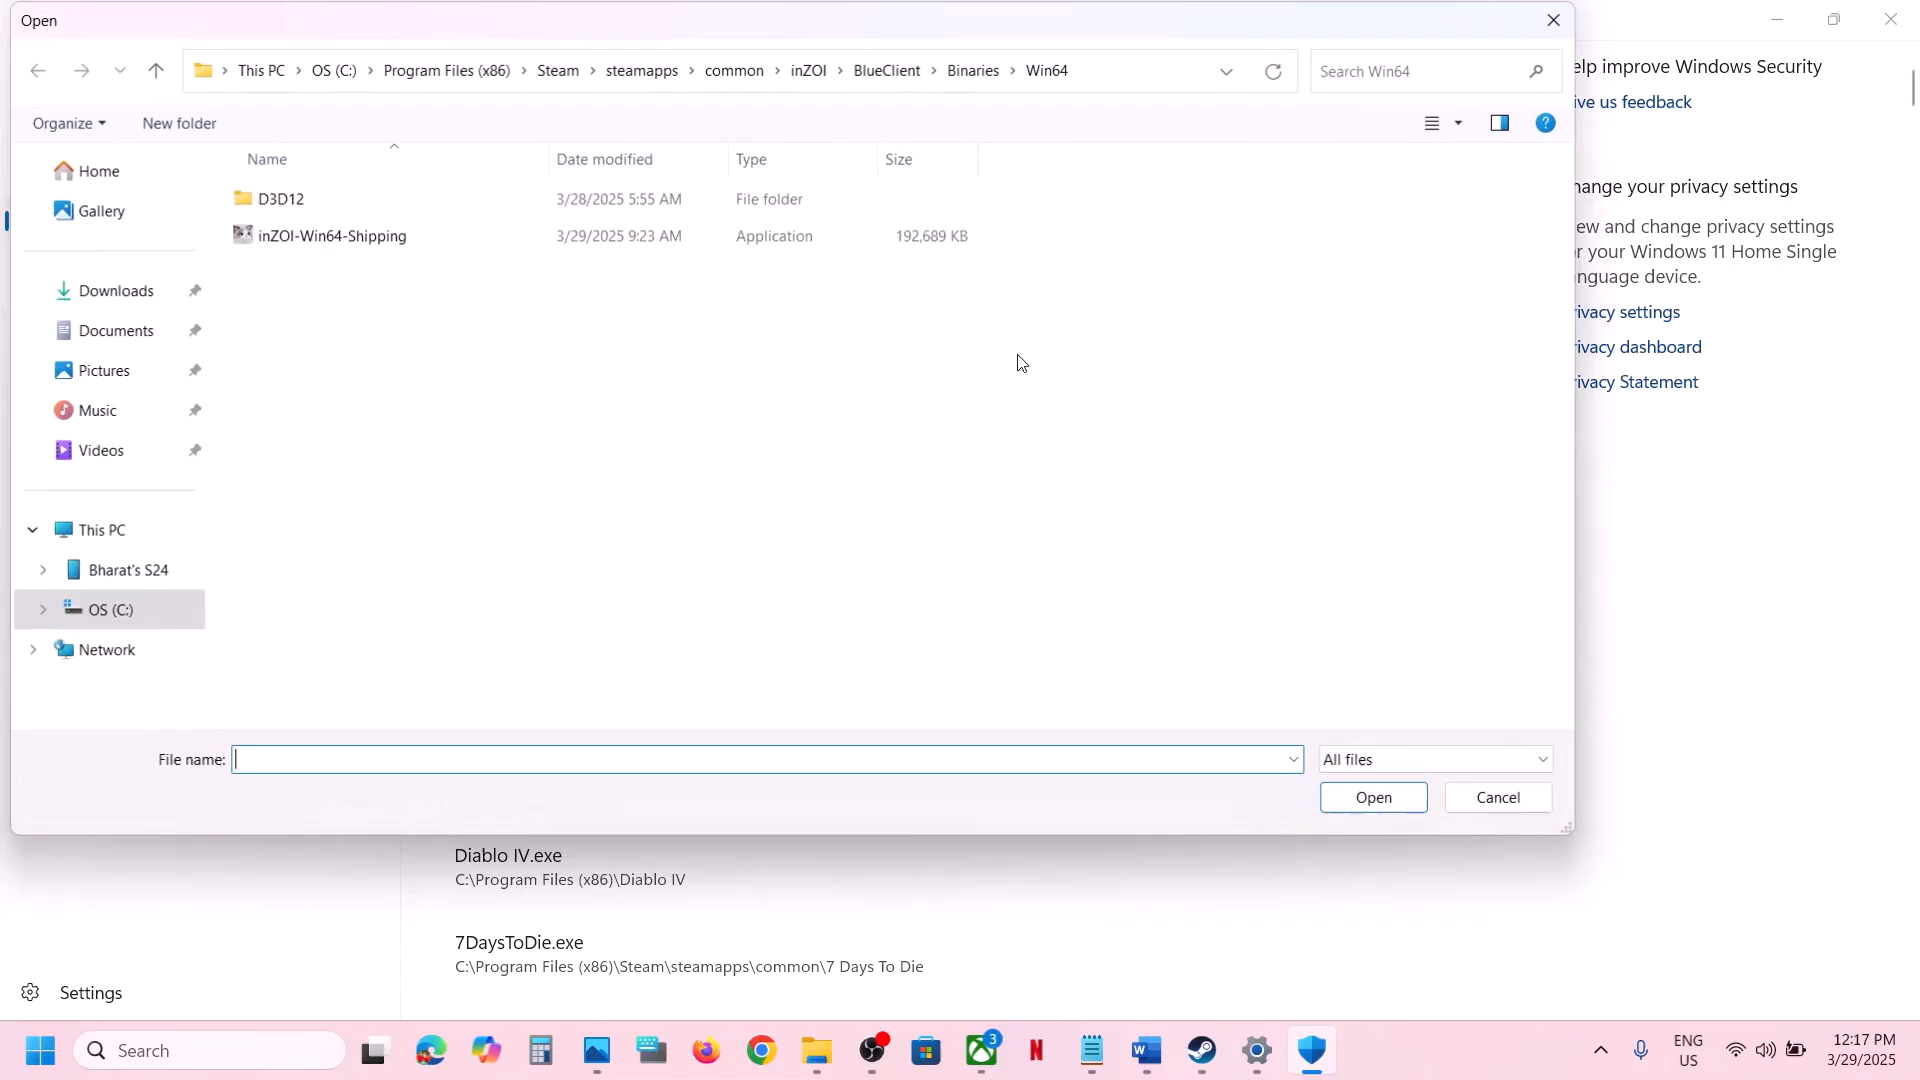 Open
This PC > OS (C:) > Program Files (x86) > Steam > steamapps > common > inZOI > BlueClient > Binaries > Win64
Search Win64
Organize
New folder
Name
Date modified
Type
Size
Home
Gallery
Downloads
Documents
Pictures
Music
Videos
This PC
Bharat's S24
OS (C:)
Network
D3D12
3/28/2025 5:55 AM
File folder
inZOI-Win64-Shipping
3/29/2025 9:23 AM
Application
192,689 KB
File name:
All files
Open
Cancel
elp improve Windows Security
ive us feedback
hange your privacy settings
ew and change privacy settings
r your Windows 11 Home Single
nguage device.
rivacy settings
rivacy dashboard
rivacy Statement
Diablo IV.exe
C:\Program Files (x86)\Diablo IV
7DaysToDie.exe
C:\Program Files (x86)\Steam\steamapps\common\7 Days To Die
Settings
Search
3
ENG
US
12:17 PM
3/29/2025